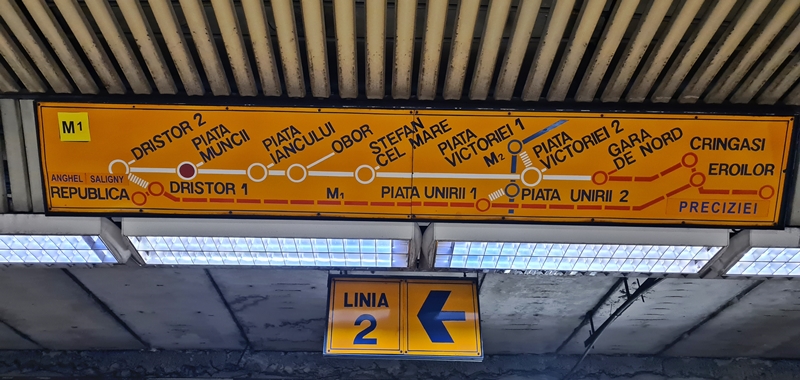 M1
DRISTOR 2
PIATA
MUNCII
PIATA
IANCULUI
OBOR
STEFAN
CEL MARE
PIATA
VICTORIEI 1
M2
PIATA
VICTORIEI 2
GARA
DE NORD
CRINGASI
EROILOR
ANGHEL SALIGNY
REPUBLICA
DRISTOR 1
M1
PIATA UNIRII 1
PIATA UNIRII 2
PRECIZIEI
LINIA
2